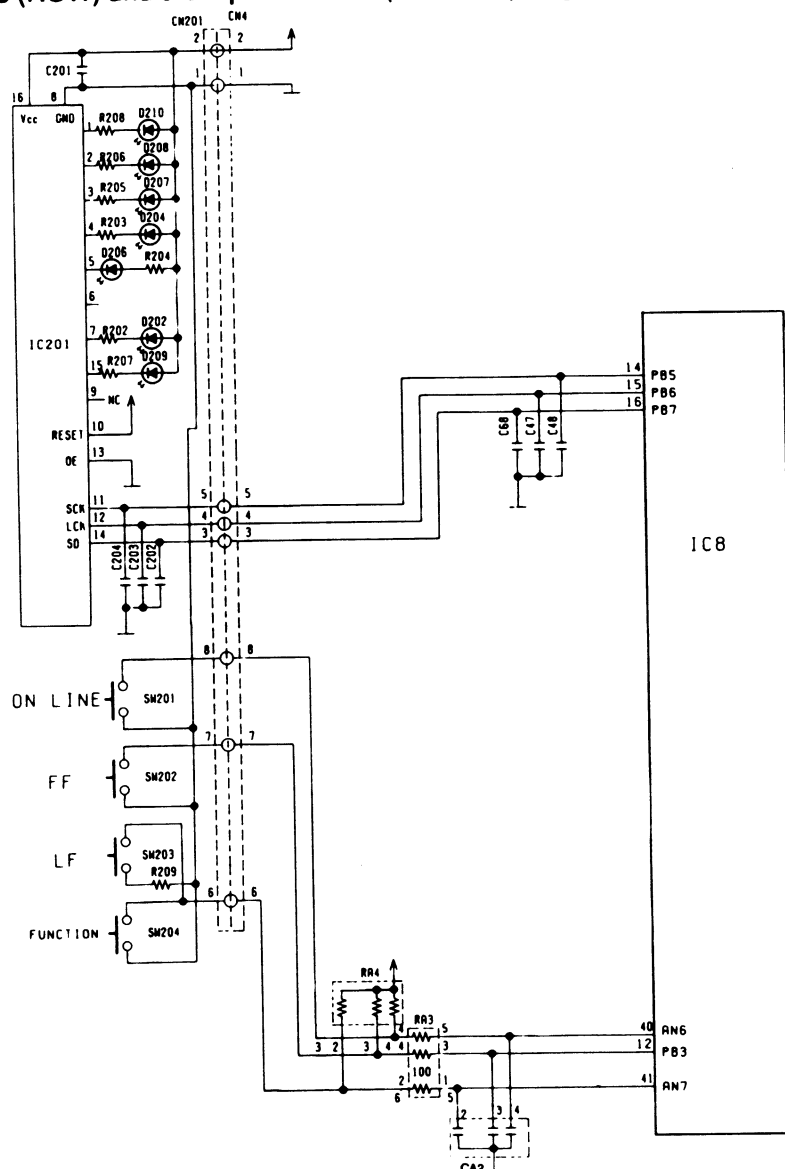 CN201 CN4
2 2
C201
1 1
16 8
Vcc GND
1 R208 D210
2 R206 D208
3 R205 D207
4 R203 D204
5 D206 R204
6
IC201
7 R202 D202
15 R207 D209
9 NC
10
RESET
13
OE
14 PB5
15 PB6
16 PB7
C68 C47 C48
5 5
SCK 11
4 4
LCK 12
3 3
SO 14
C204 C203 C202
IC8
8 8
ON LINE SW201
7 7
FF SW202
LF SW203
R209
6 6
FUNCTION SW204
RA4
RA3
4 5 40 AN6
3 2 3 4 4 3 12 PB3
100
2 1 41 AN7
6 5
2 3 4
CA2